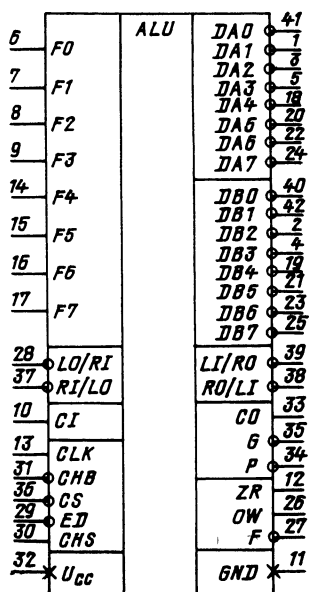 6 F0
7 F1
8 F2
9 F3
14 F4
15 F5
16 F6
17 F7
28 LO/RI
37 RI/LO
10 CI
13 CLK
31 CHB
36 CS
29 ED
30 CHS
32 Ucc
ALU
DA0 41
DA1 1
DA2 3
DA3 5
DA4 18
DA5 20
DA6 22
DA7 24
DB0 40
DB1 42
DB2 2
DB3 4
DB4 19
DB5 21
DB6 23
DB7 25
LI/RO 39
RO/LI 38
CO 33
G 35
P 34
ZR 12
OW 26
F 27
GND 11